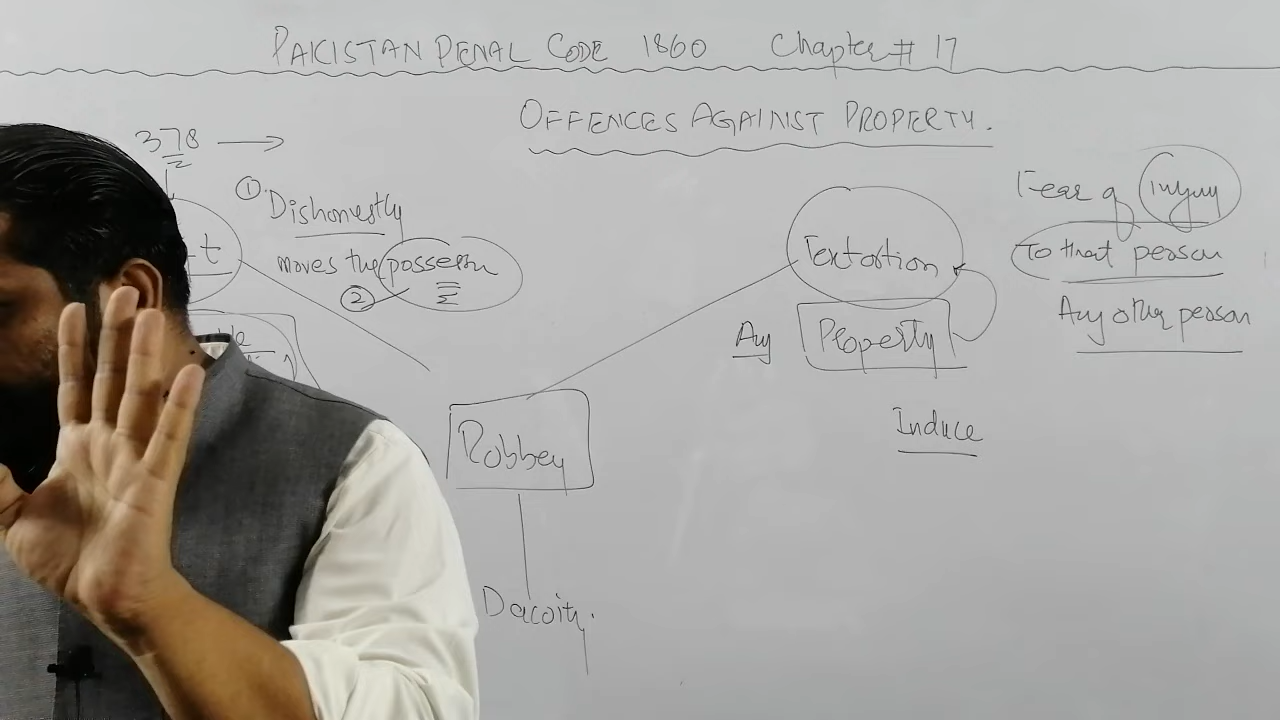 PAKISTAN PENAL CODE 1860 Chapter # 17
OFFENCES AGAINST PROPERTY.
378
① Dishonestly
moves the possession
②
t
Extortion
Any Property
Induce
Fear of injury
To that person
Any other person
Robbey
Dacoity.